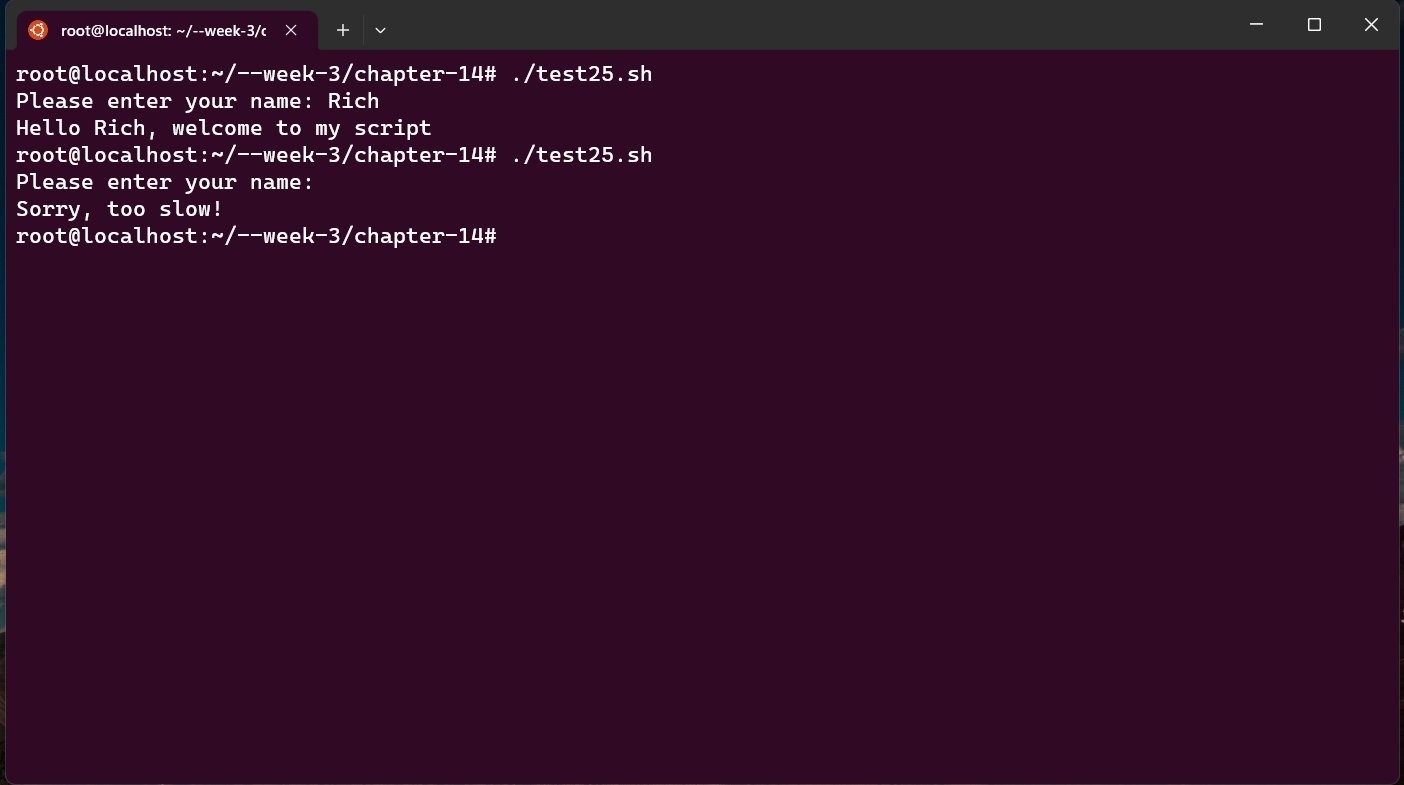 root@localhost: ~/--week-3/c
root@localhost:~/--week-3/chapter-14# ./test25.sh
Please enter your name: Rich
Hello Rich, welcome to my script
root@localhost:~/--week-3/chapter-14# ./test25.sh
Please enter your name:
Sorry, too slow!
root@localhost:~/--week-3/chapter-14#